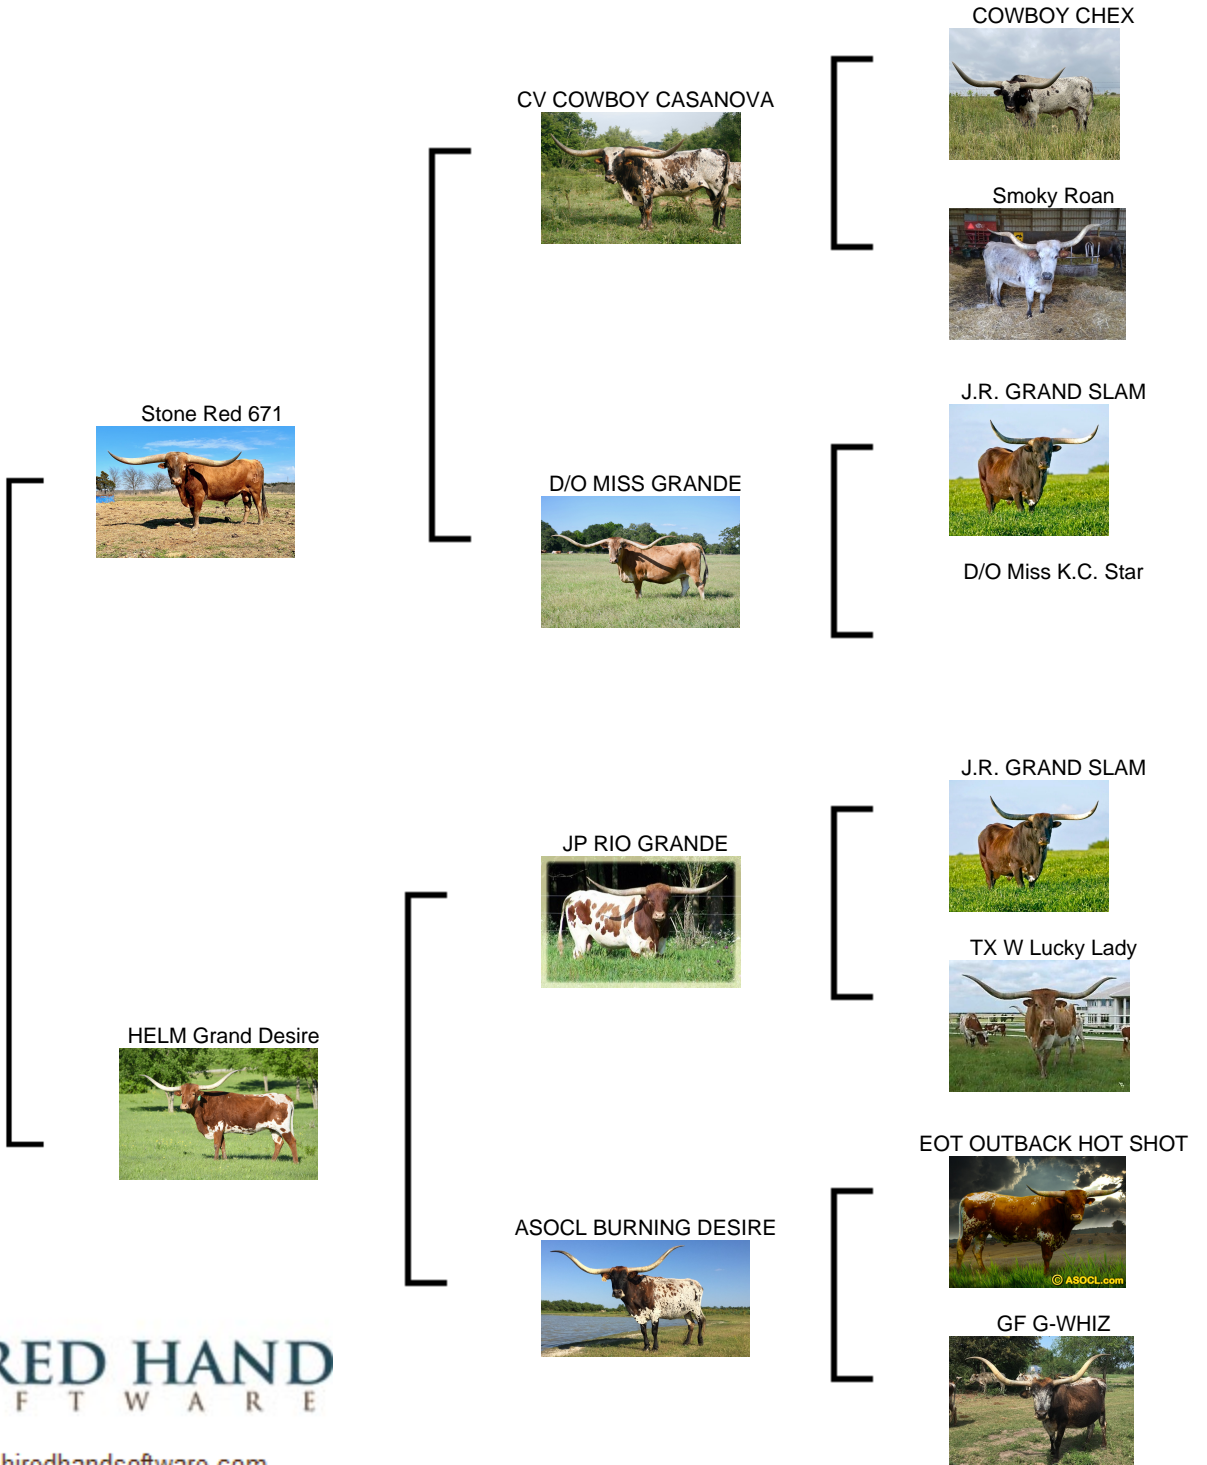 COWBOY CHEX
CV COWBOY CASANOVA
Smoky Roan
Stone Red 671
J.R. GRAND SLAM
D/O MISS GRANDE
D/O Miss K.C. Star
J.R. GRAND SLAM
JP RIO GRANDE
TX W Lucky Lady
HELM Grand Desire
EOT OUTBACK HOT SHOT
© ASOCL.com
ASOCL BURNING DESIRE
GF G-WHIZ
RED HAND
F T W A R E
hiredhandsoftware.com